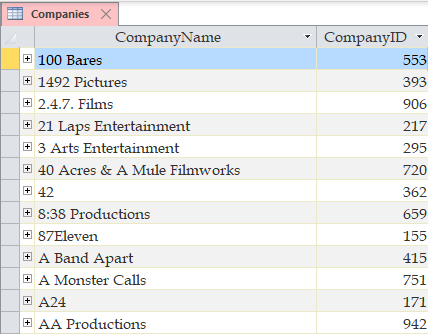 Companies
CompanyName CompanyID
100 Bares 553
1492 Pictures 393
2.4.7. Films 906
21 Laps Entertainment 217
3 Arts Entertainment 295
40 Acres & A Mule Filmworks 720
42 362
8:38 Productions 659
87Eleven 155
A Band Apart 415
A Monster Calls 751
A24 171
AA Productions 942